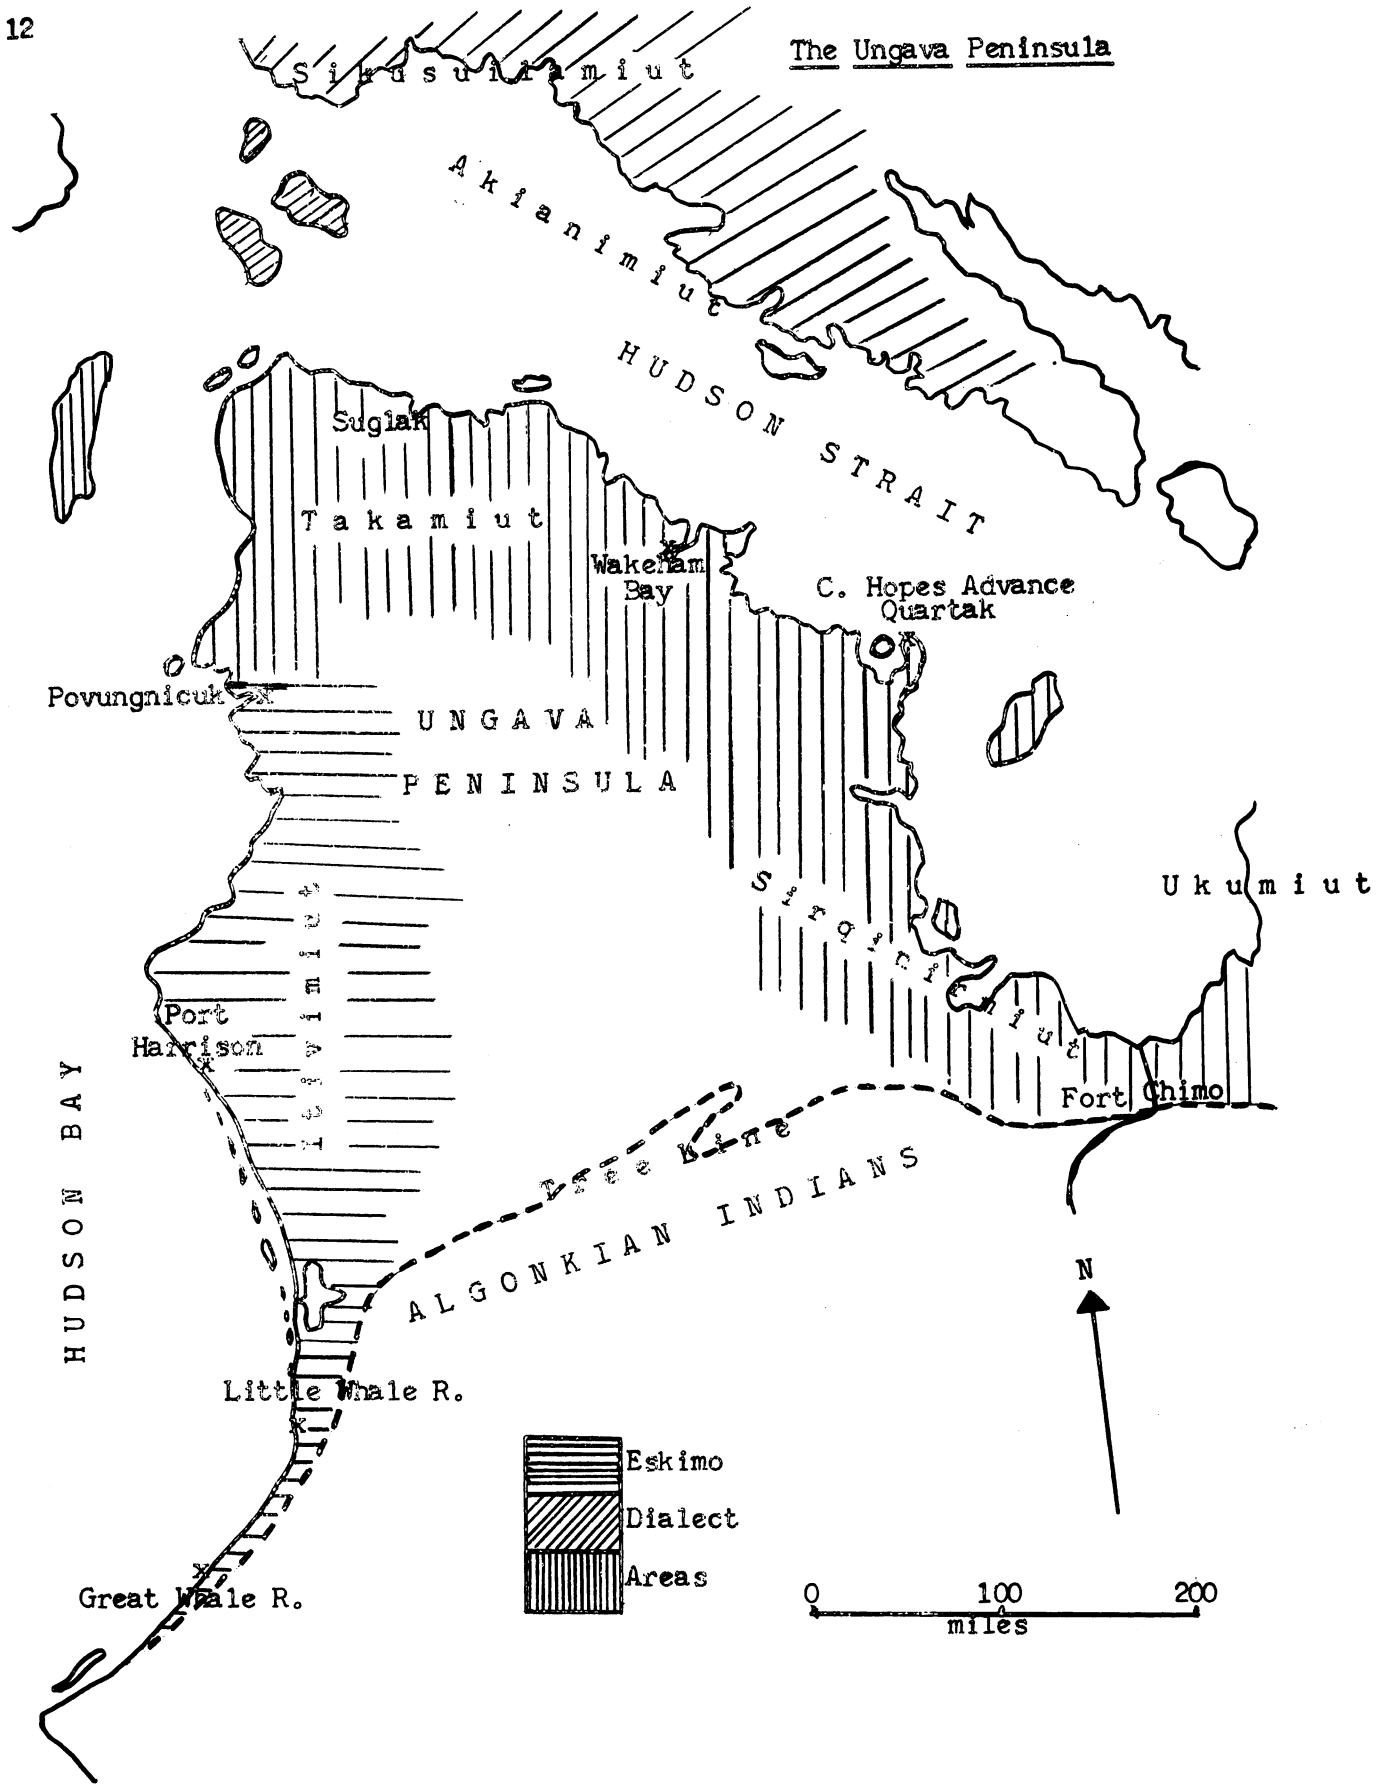 12
The Ungava Peninsula
Sikusuilamiut
Akianimiut
HUDSON STRAIT
Suglak
Takamiut
Wakeham
Bay
C. Hopes Advance
Quartak
Povungnicuk
UNGAVA
PENINSULA
Sirqinirmiut
Ukumiut
Itivimiut
Port
Harrison
HUDSON BAY
Fort Chimo
Tree Line
ALGONKIAN INDIANS
N
Little Whale R.
Great Whale R.
Eskimo
Dialect
Areas
0 100 200
miles